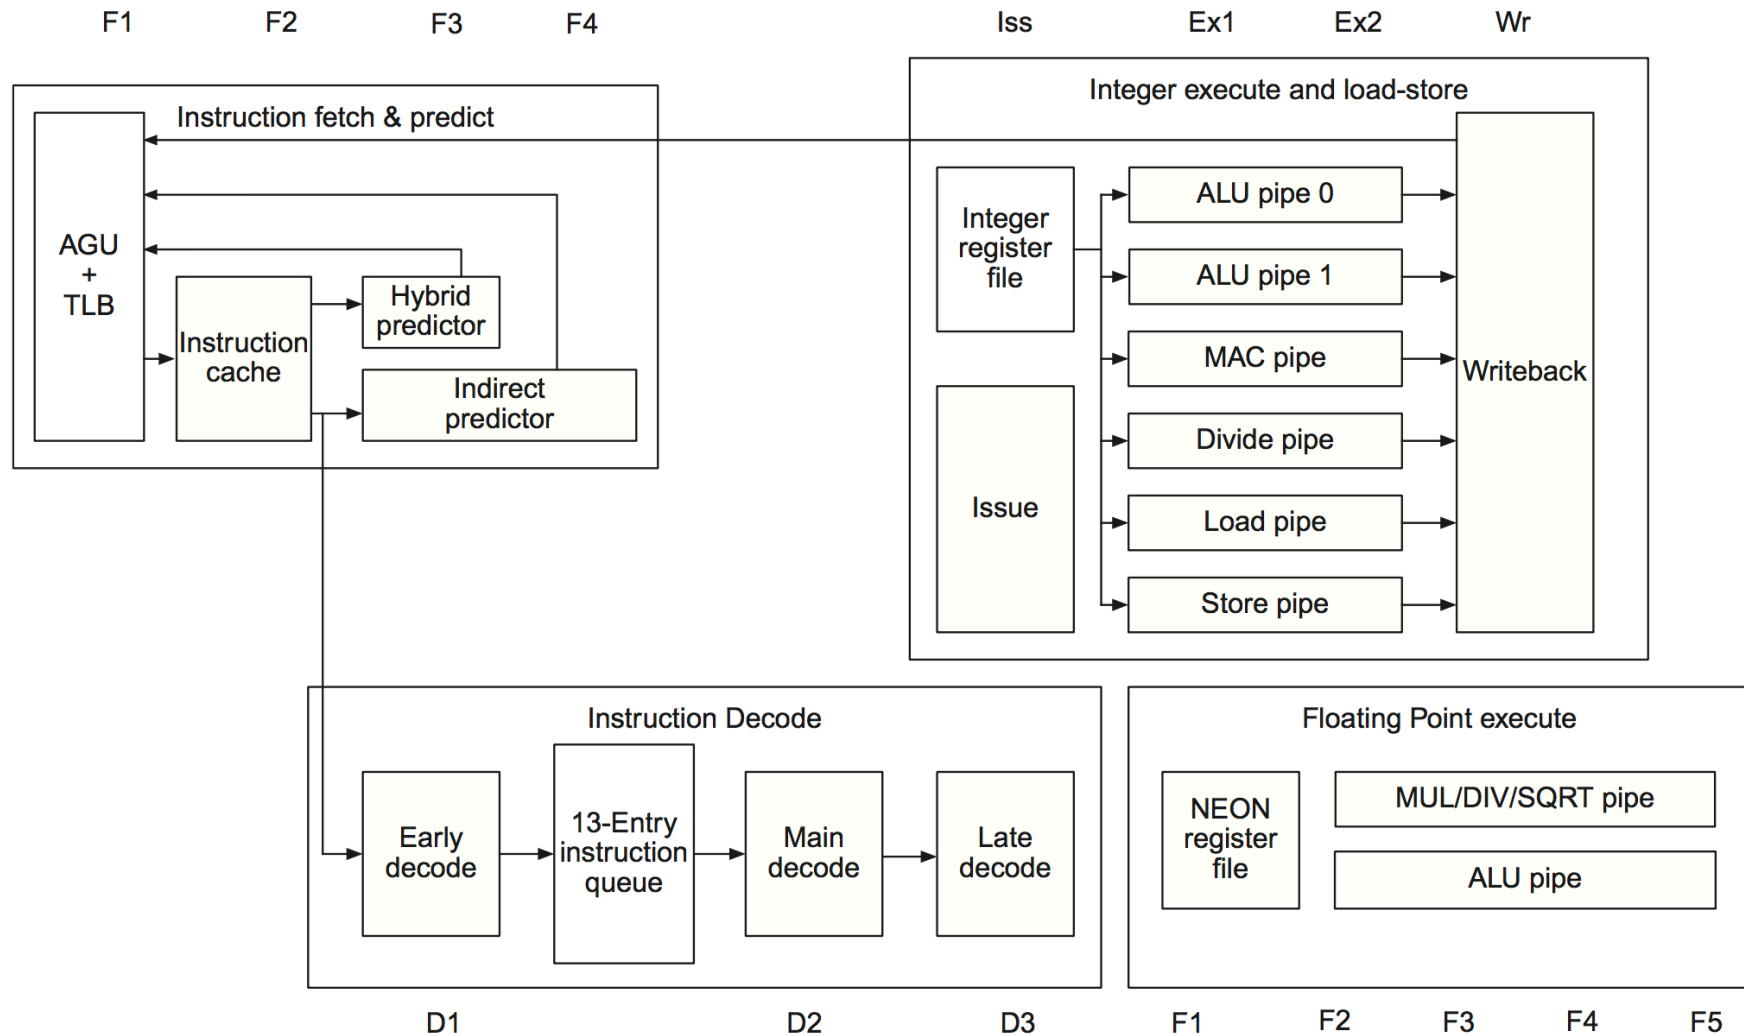 F1 F2 F3 F4 Iss Ex1 Ex2 Wr
Instruction fetch & predict
AGU
+
TLB
Instruction
cache
Hybrid
predictor
Indirect
predictor
Integer execute and load-store
Integer
register
file
Issue
ALU pipe 0
ALU pipe 1
MAC pipe
Divide pipe
Load pipe
Store pipe
Writeback
Instruction Decode
Early
decode
13-Entry
instruction
queue
Main
decode
Late
decode
Floating Point execute
NEON
register
file
MUL/DIV/SQRT pipe
ALU pipe
D1 D2 D3 F1 F2 F3 F4 F5